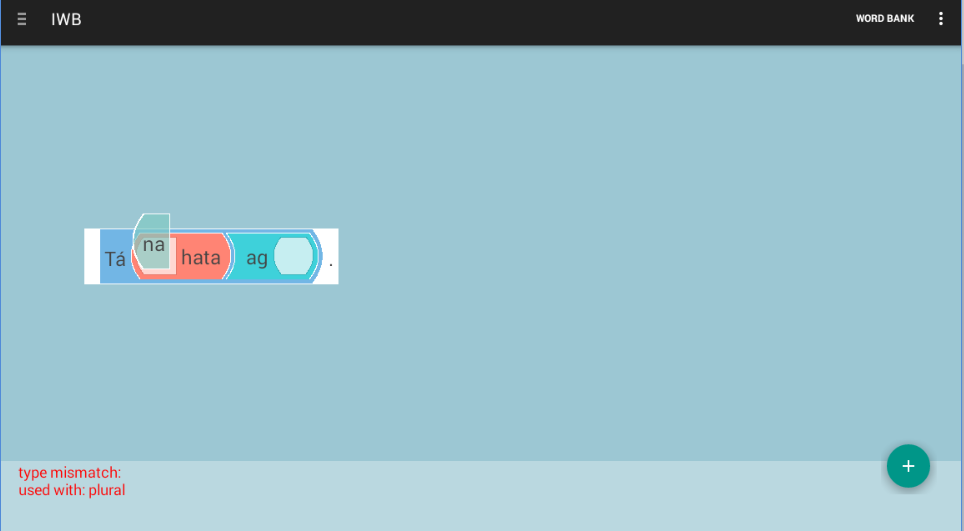 IWB
WORD BANK
Tá na hata ag .
type mismatch:
used with: plural